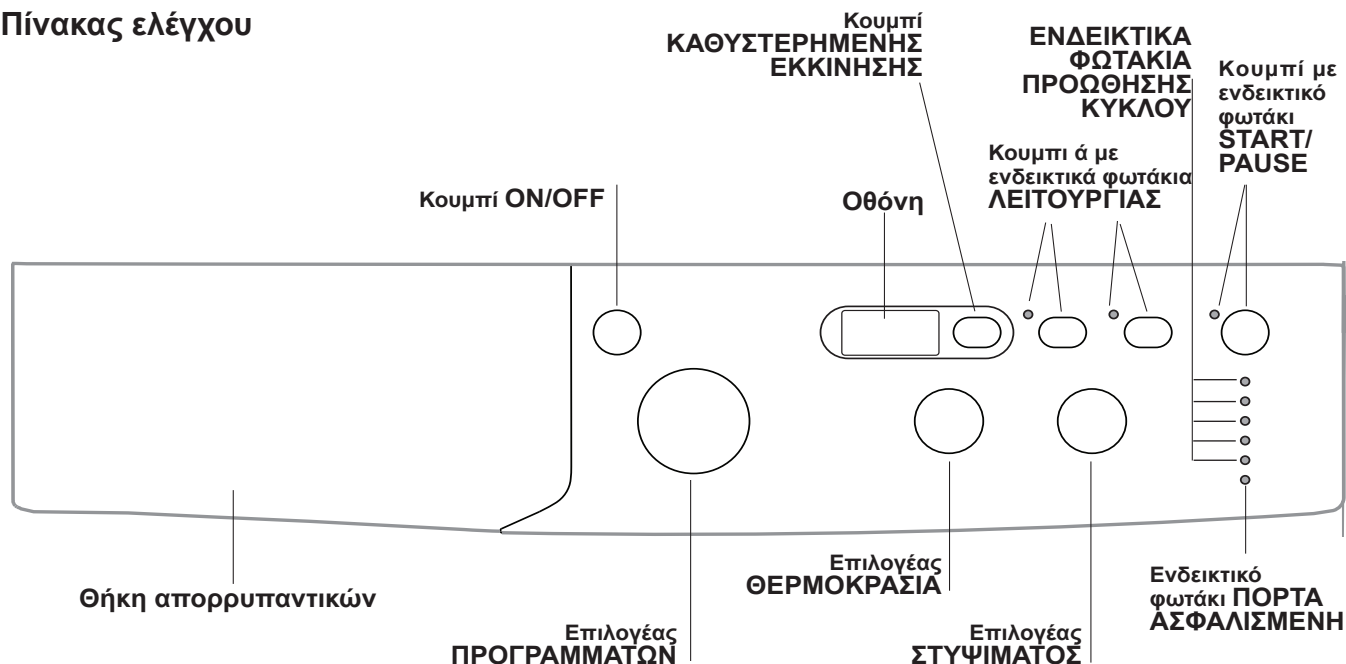 Πίνακας ελέγχου
Κουμπί
ΚΑΘΥΣΤΕΡΗΜΕΝΗΣ
ΕΚΚΙΝΗΣΗΣ
ΕΝΔΕΙΚΤΙΚΑ
ΦΩΤΑΚΙΑ
ΠΡΟΩΘΗΣΗΣ
ΚΥΚΛΟΥ
Κουμπί με
ενδεικτικό
φωτάκι
START/
PAUSE
Κουμπι ά με
ενδεικτικά φωτάκια
ΛΕΙΤΟΥΡΓΙΑΣ
Κουμπί ON/OFF
Οθόνη
Θήκη απορρυπαντικών
Επιλογέας
ΠΡΟΓΡΑΜΜΑΤΩΝ
Επιλογέας
ΘΕΡΜΟΚΡΑΣΙΑ
Επιλογέας
ΣΤΥΨΙΜΑΤΟΣ
Ενδεικτικό
φωτάκι ΠΟΡΤΑ
ΑΣΦΑΛΙΣΜΕΝΗ